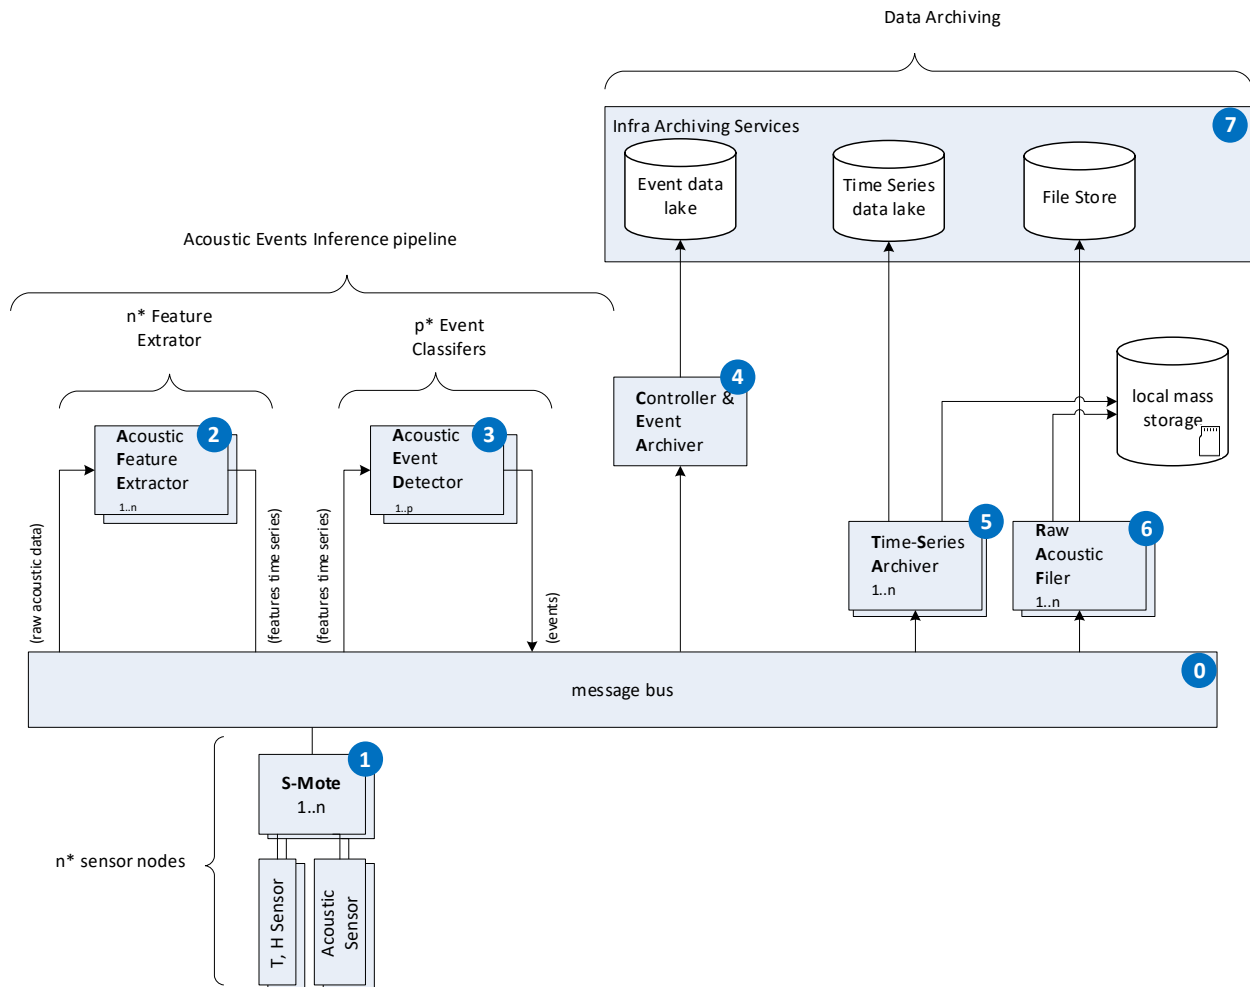 Data Archiving
7
Infra Archiving Services
Event data
lake
Time Series
data lake
File Store
Acoustic Events Inference pipeline
n* Feature
Extrator
p* Event
Classifers
4
Controller &
Event
Archiver
local mass
storage
2
Acoustic
Feature
Extractor
1..n
3
Acoustic
Event
Detector
1..p
5
Time-Series
Archiver
1..n
6
Raw
Acoustic
Filer
1..n
(raw acoustic data)
(features time series)
(features time series)
(events)
0
message bus
1
S-Mote
1..n
n* sensor nodes
T, H Sensor
Acoustic
Sensor